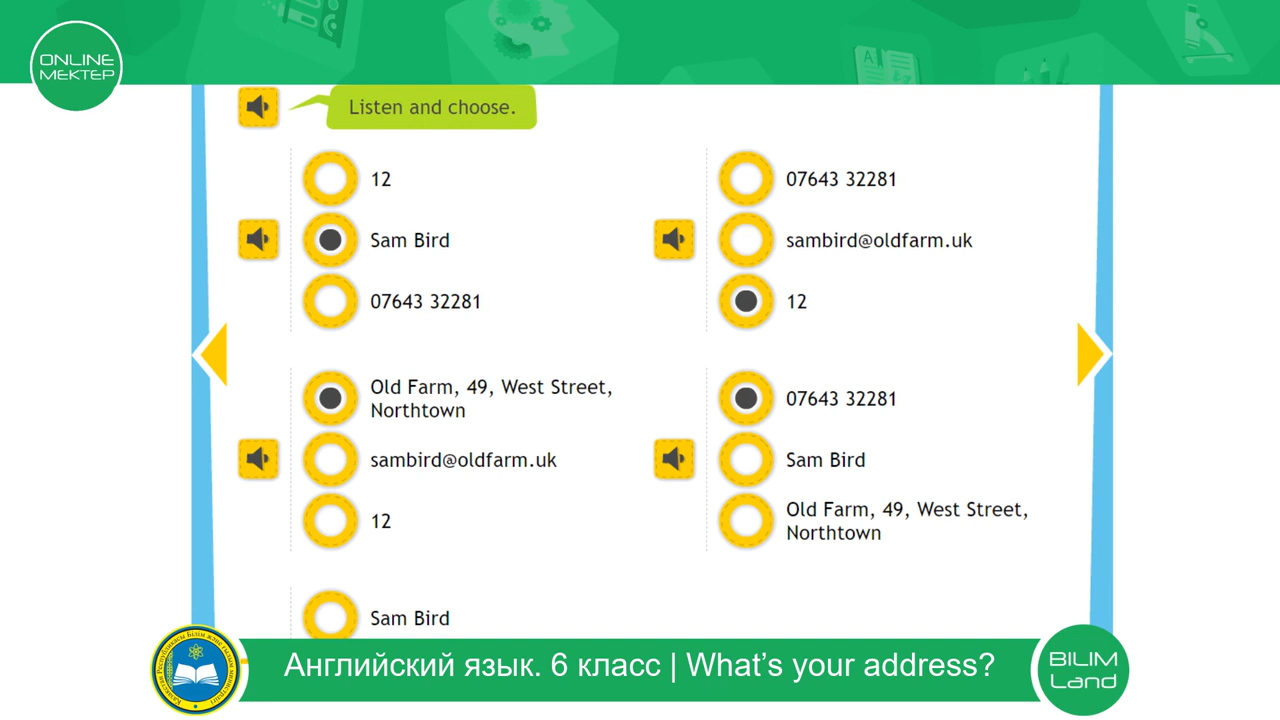 ONLINE
МЕКТЕР
Listen and choose.
12
Sam Bird
07643 32281
07643 32281
sambird@oldfarm.uk
12
Old Farm, 49, West Street,
Northtown
sambird@oldfarm.uk
12
07643 32281
Sam Bird
Old Farm, 49, West Street,
Northtown
Sam Bird
Английский язык. 6 класс | What’s your address?
BILIM
Land